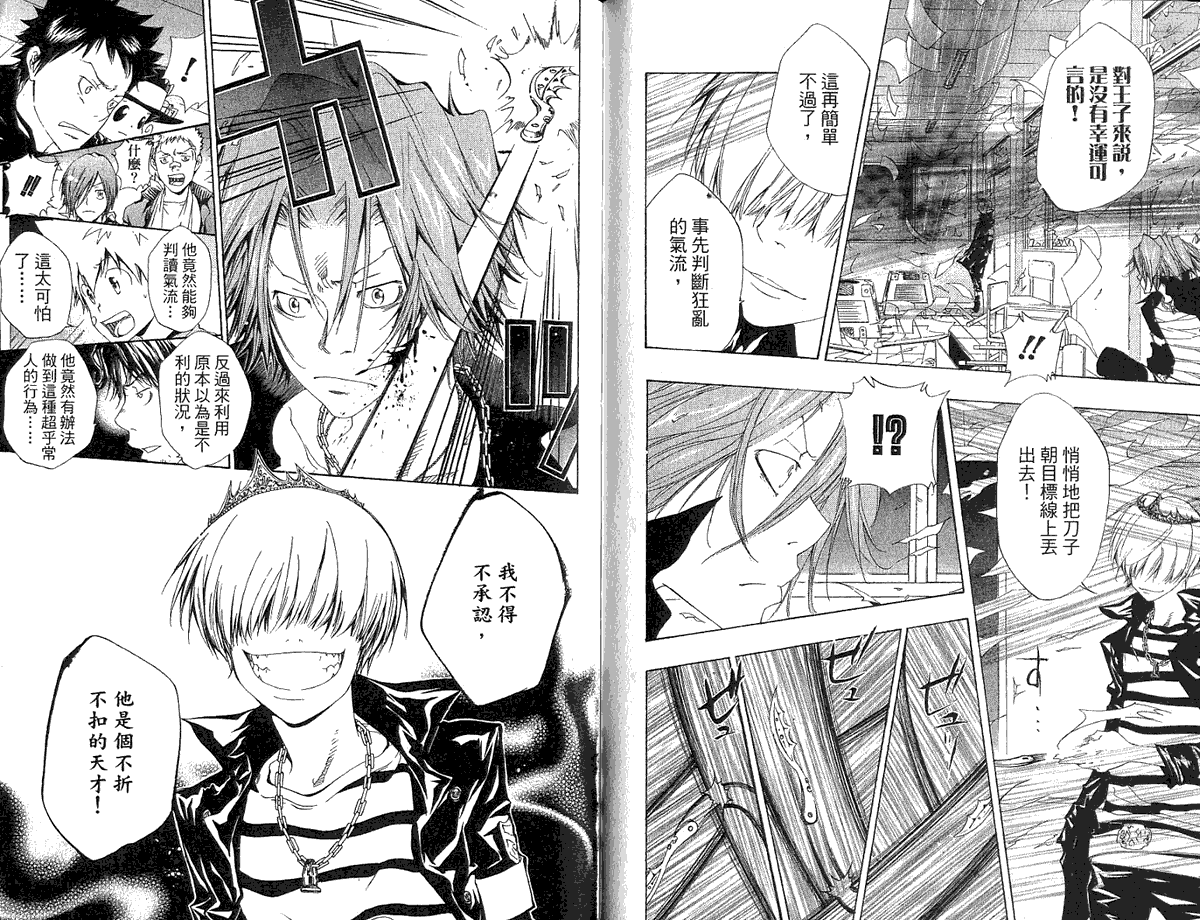 對王子來說，
是沒有幸運可
言的！
這再簡單
不過了，
事先判斷狂亂
的氣流，
!!
悄悄地把刀子
朝目標線上丟
出去！
!?
す…
ビュ
ビュ
!
什麼？
!!
他竟然能夠
判讀氣流…
這太可怕
了……
反過來利用
原本以為是不
利的狀況，
他竟然有辦法
做到這種超乎常
人的行為……
我不得
不承認，
他是個不折
不扣的天才！